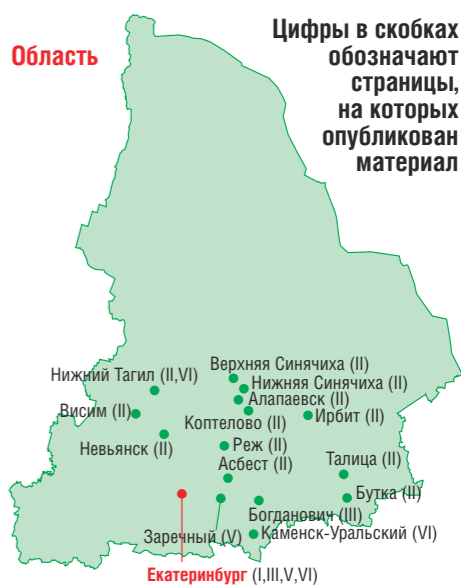 Область
Цифры в скобках
обозначают
страницы,
на которых
опубликован
материал
Верхняя Синячиха (II)
Нижний Тагил (II,VI)
Нижняя Синячиха (II)
Алапаевск (II)
Висим (II)
Ирбит (II)
Коптелово (II)
Невьянск (II)
Реж (II)
Асбест (II)
Талица (II)
Бутка (II)
Богданович (III)
Заречный (V)
Каменск-Уральский (VI)
Екатеринбург (I,III,V,VI)